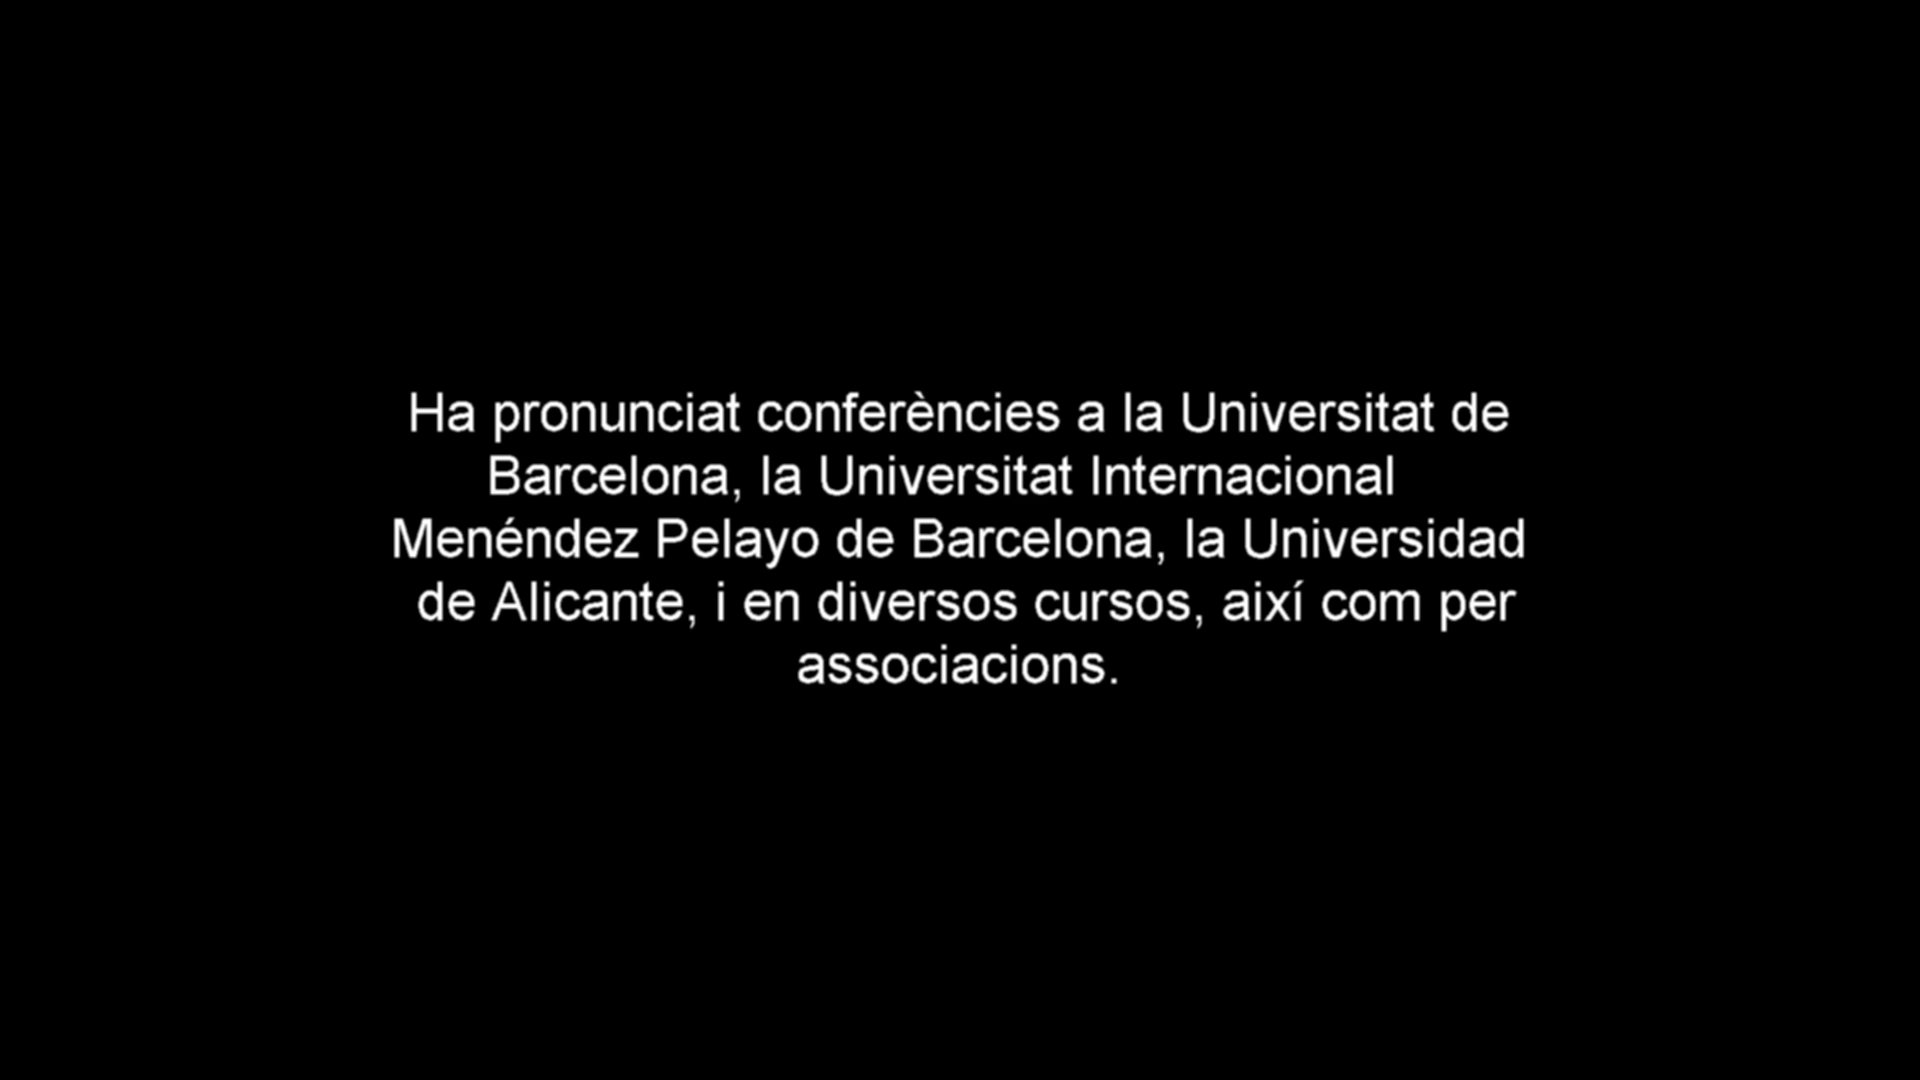 Ha pronunciat conferències a la Universitat de
Barcelona, la Universitat Internacional
Menéndez Pelayo de Barcelona, la Universidad
de Alicante, i en diversos cursos, així com per
associacions.